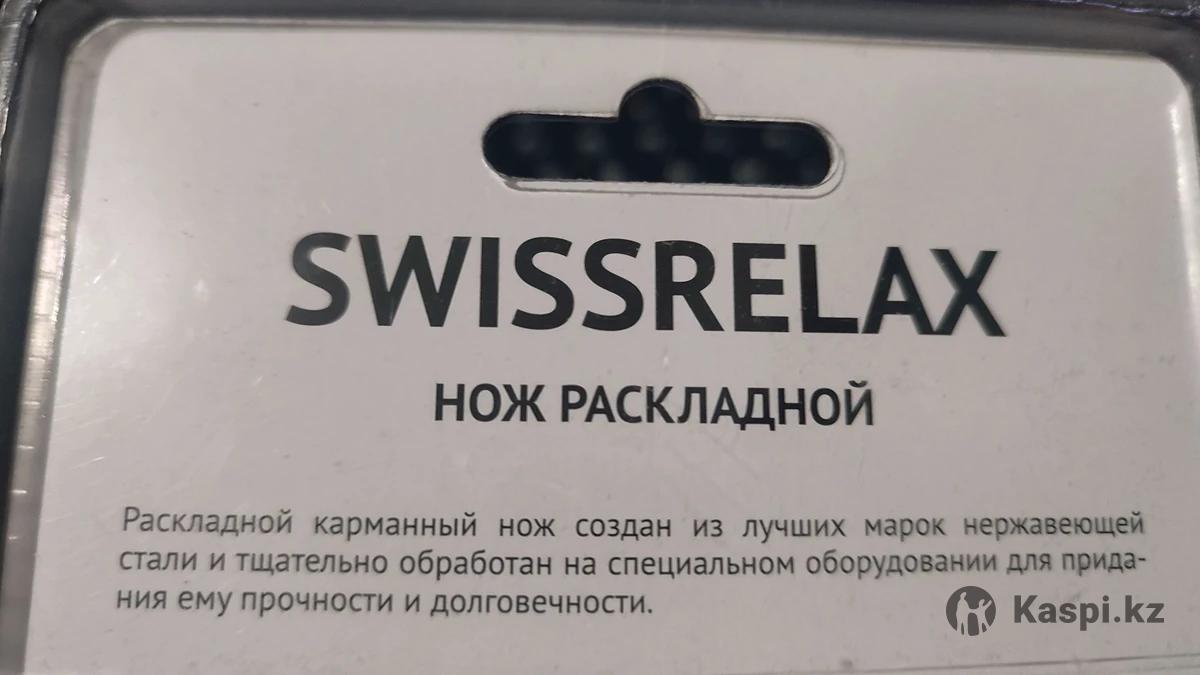 SWISSRELAX
НОЖ РАСКЛАДНОЙ
Раскладной карманный нож создан из лучших марок нержавеющей
стали и тщательно обработан на специальном оборудовании для прида-
ния ему прочности и долговечности.
Kaspi.kz